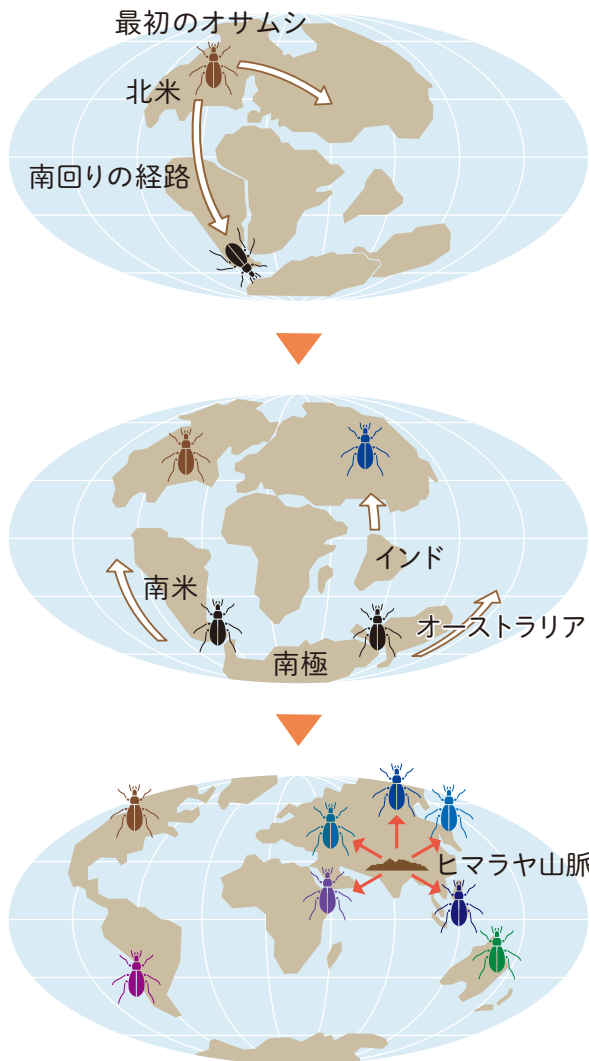 最初のオサムシ
北米
南回りの経路
インド
南米
オーストラリア
南極
ヒマラヤ山脈